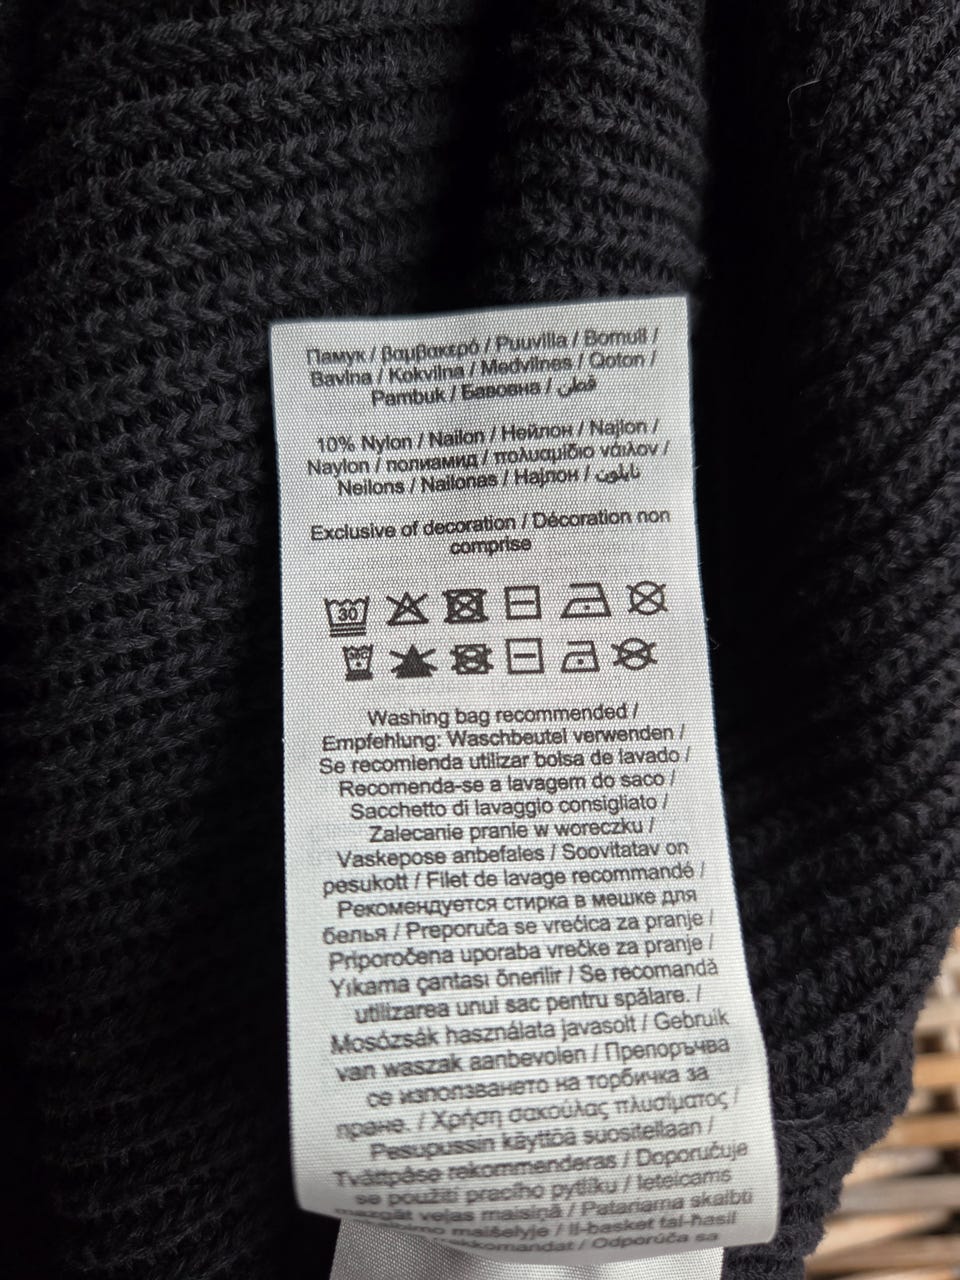 Памук / βαμβακερό / Puuvilla / Bomull /
Bavlna / Kokvilna / Medvilnes / Qoton /
Pambuk / Бавовна / قطن
10% Nylon / Nailon / Нейлон / Najlon /
Naylon / полиамид / πολυαμίδιο νάιλον /
Neilons / Nailonas / Најлон / نايلون
Exclusive of decoration / Décoration non
comprise
30
Washing bag recommended /
Empfehlung: Waschbeutel verwenden /
Se recomienda utilizar bolsa de lavado /
Recomenda-se a lavagem do saco /
Sacchetto di lavaggio consigliato /
Zalecanie pranie w woreczku /
Vaskepose anbefales / Soovitatav on
pesukott / Filet de lavage recommandé /
Рекомендуется стирка в мешке для
белья / Preporuča se vrećica za pranje /
Priporočena uporaba vrečke za pranje /
Yıkama çantası önerilir / Se recomandă
utilizarea unui sac pentru spălare. /
Mosózsák használata javasolt / Gebruik
van waszak aanbevolen / Препоръчва
се използването на торбичка за
пране. / Χρήση σακούλας πλυσίματος /
Pesupussin käyttöä suositellaan /
Tvättpåse rekommenderas / Doporučuje
se použití pracího pytlíku / Ieteicams
mazgāt veļas maisiņā / Patariama skalbti
maišelyje / Il-basket tal-ħasil
Odporúča sa